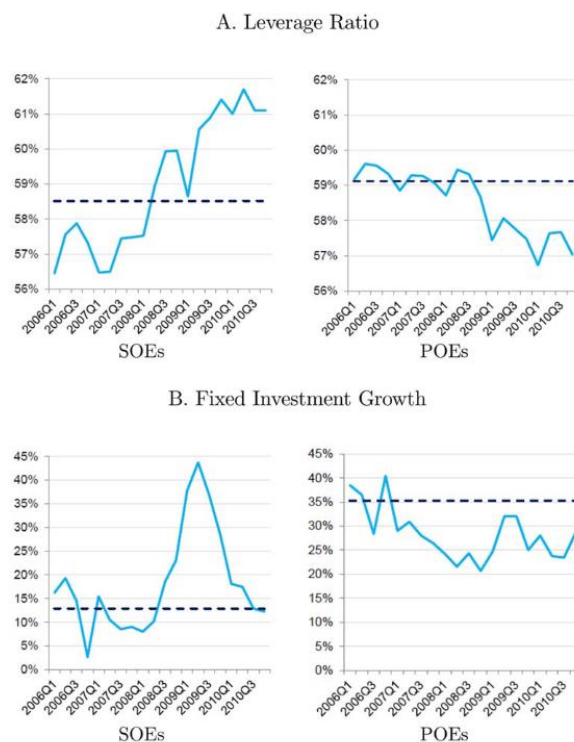 A. Leverage Ratio
62%
61%
60%
59%
58%
57%
56%
2006Q1
2006Q3
2007Q1
2007Q3
2008Q1
2008Q3
2009Q1
2009Q3
2010Q1
2010Q3
SOEs
62%
61%
60%
59%
58%
57%
56%
2006Q1
2006Q3
2007Q1
2007Q3
2008Q1
2008Q3
2009Q1
2009Q3
2010Q1
2010Q3
POEs
B. Fixed Investment Growth
45%
40%
35%
30%
25%
20%
15%
10%
5%
0%
2006Q1
2006Q3
2007Q1
2007Q3
2008Q1
2008Q3
2009Q1
2009Q3
2010Q1
2010Q3
SOEs
45%
40%
35%
30%
25%
20%
15%
10%
5%
0%
2006Q1
2006Q3
2007Q1
2007Q3
2008Q1
2008Q3
2009Q1
2009Q3
2010Q1
2010Q3
POEs